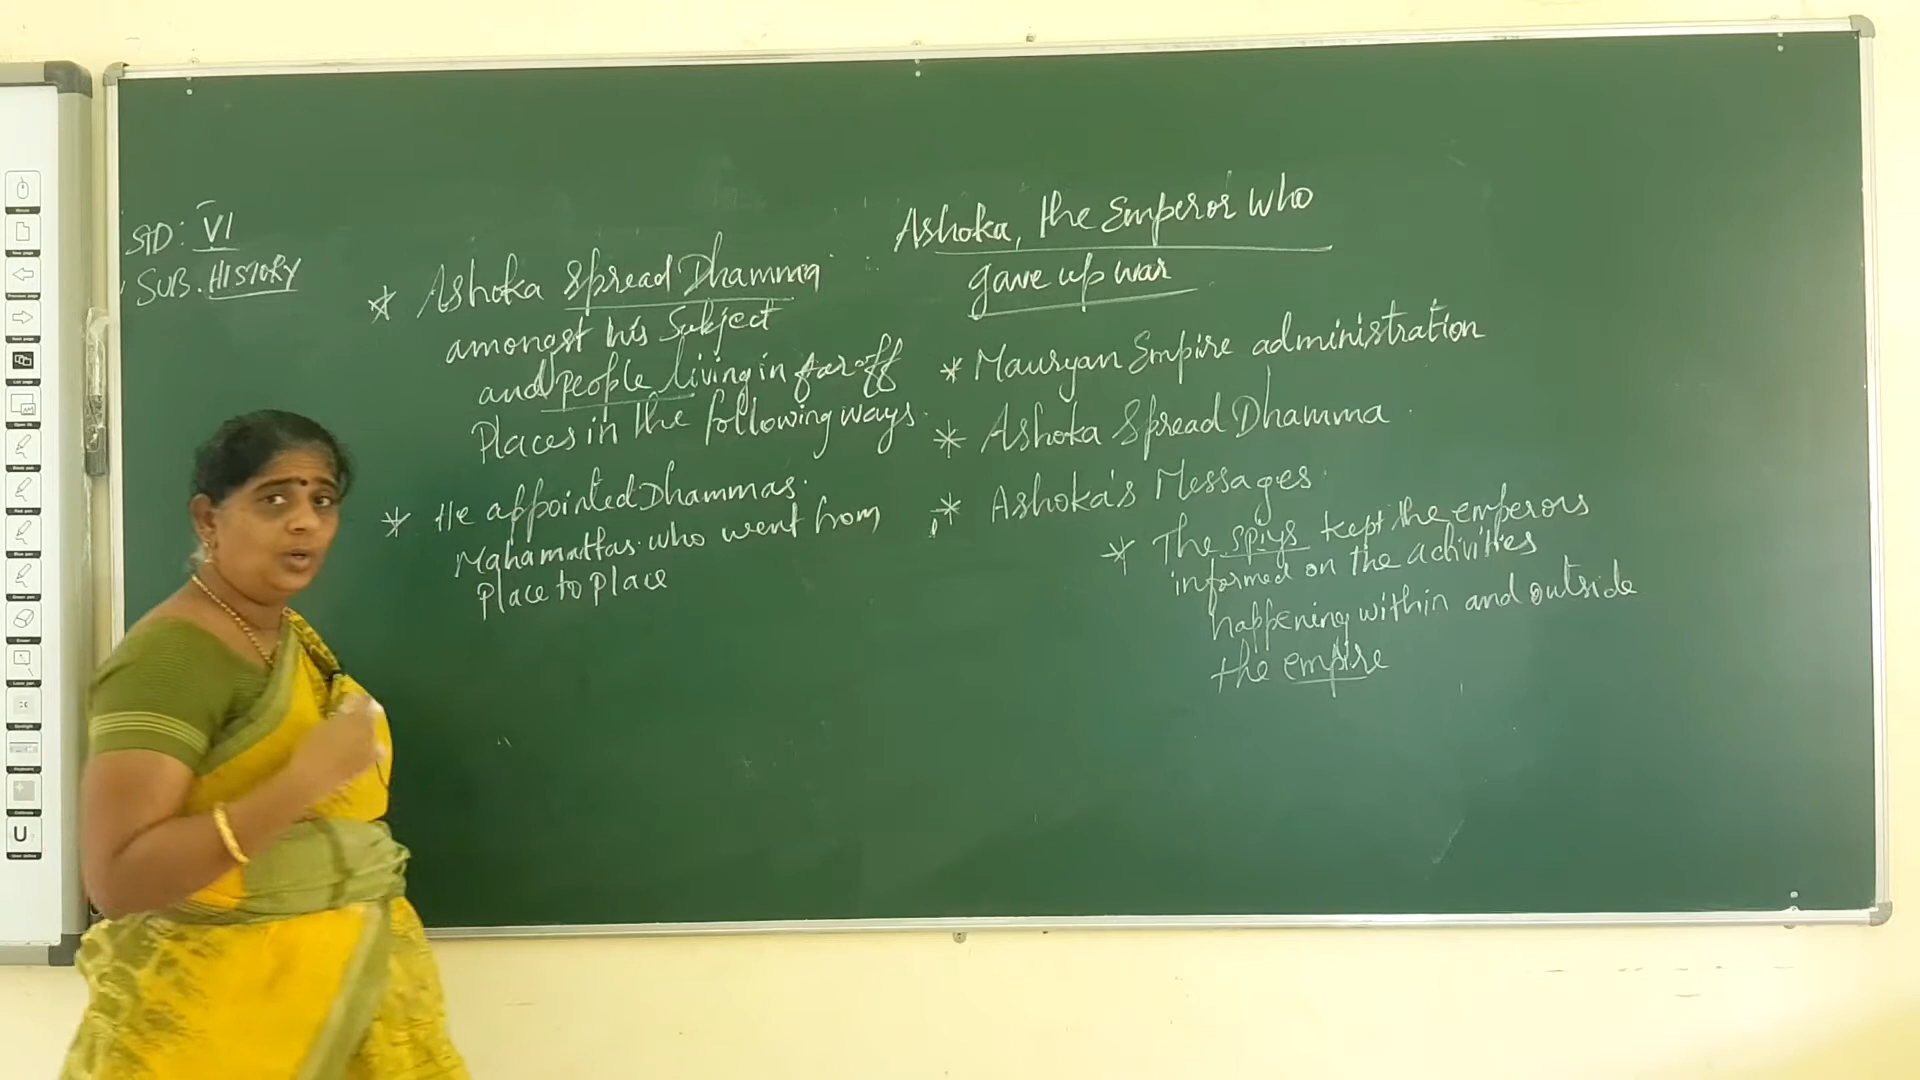 STD: VI
SUB. HISTORY
Ashoka, the Emperor who
gave up war
* Ashoka Spread Dhamma
amongst his Subject
and people living in far off
Places in the following ways.
* He appointed Dhammas.
Mahamattas. who went from
Place to Place
* Mauryan Empire administration
* Ashoka Spread Dhamma
* Ashoka's Messages.
* The spiys kept the emperors
informed on the activities
happening within and outside
the empire
U